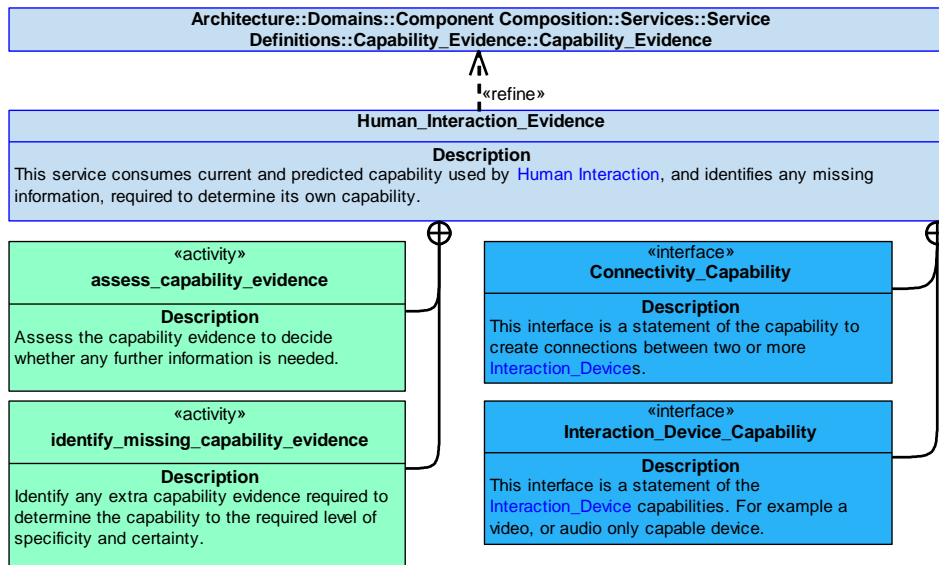 Architecture::Domains::Component Composition::Services::Service
Definitions::Capability_Evidence::Capability_Evidence
«refine»
Human_Interaction_Evidence
Description
This service consumes current and predicted capability used by Human Interaction, and identifies any missing
information, required to determine its own capability.
«activity»
assess_capability_evidence
Description
Assess the capability evidence to decide
whether any further information is needed.
«interface»
Connectivity_Capability
Description
This interface is a statement of the capability to
create connections between two or more
Interaction_Devices.
«activity»
identify_missing_capability_evidence
Description
Identify any extra capability evidence required to
determine the capability to the required level of
specificity and certainty.
«interface»
Interaction_Device_Capability
Description
This interface is a statement of the
Interaction_Device capabilities. For example a
video, or audio only capable device.